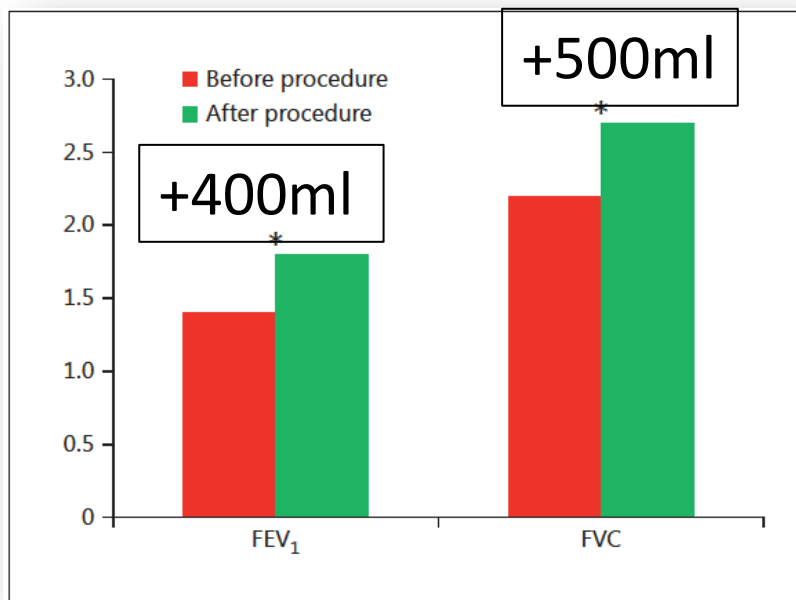 +500ml
3.0
Before procedure
After procedure
*
2.5
+400ml
2.0
*
1.5
1.0
0.5
0
FEV₁
FVC